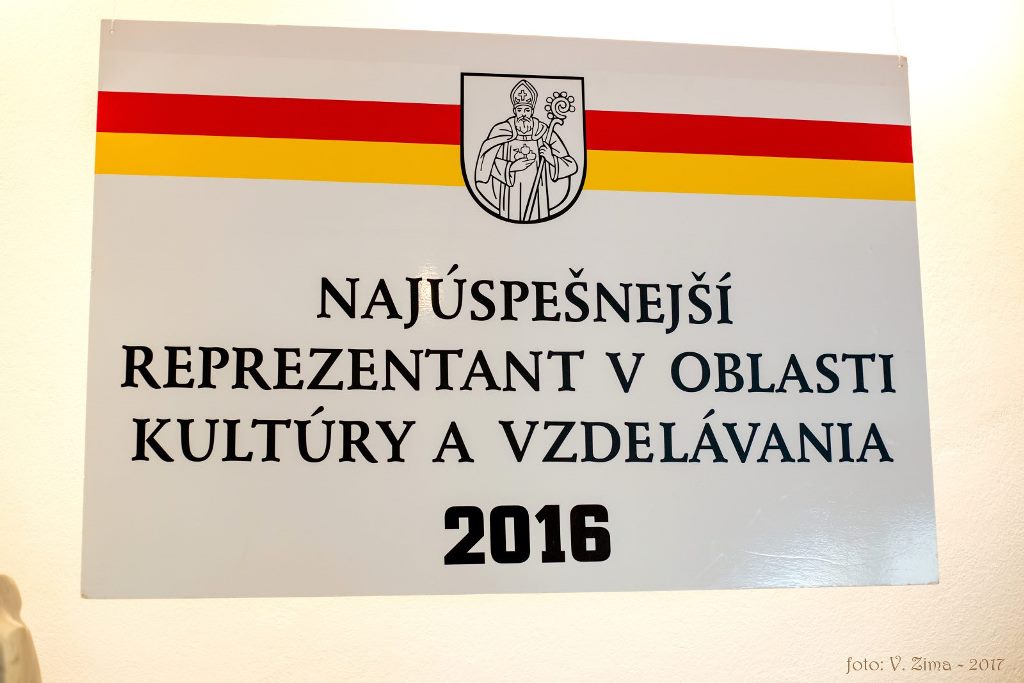 NAJÚSPEŠNEJŠÍ
REPREZENTANT V OBLASTI
KULTÚRY A VZDELÁVANIA
2016
foto: V. Zima - 2017